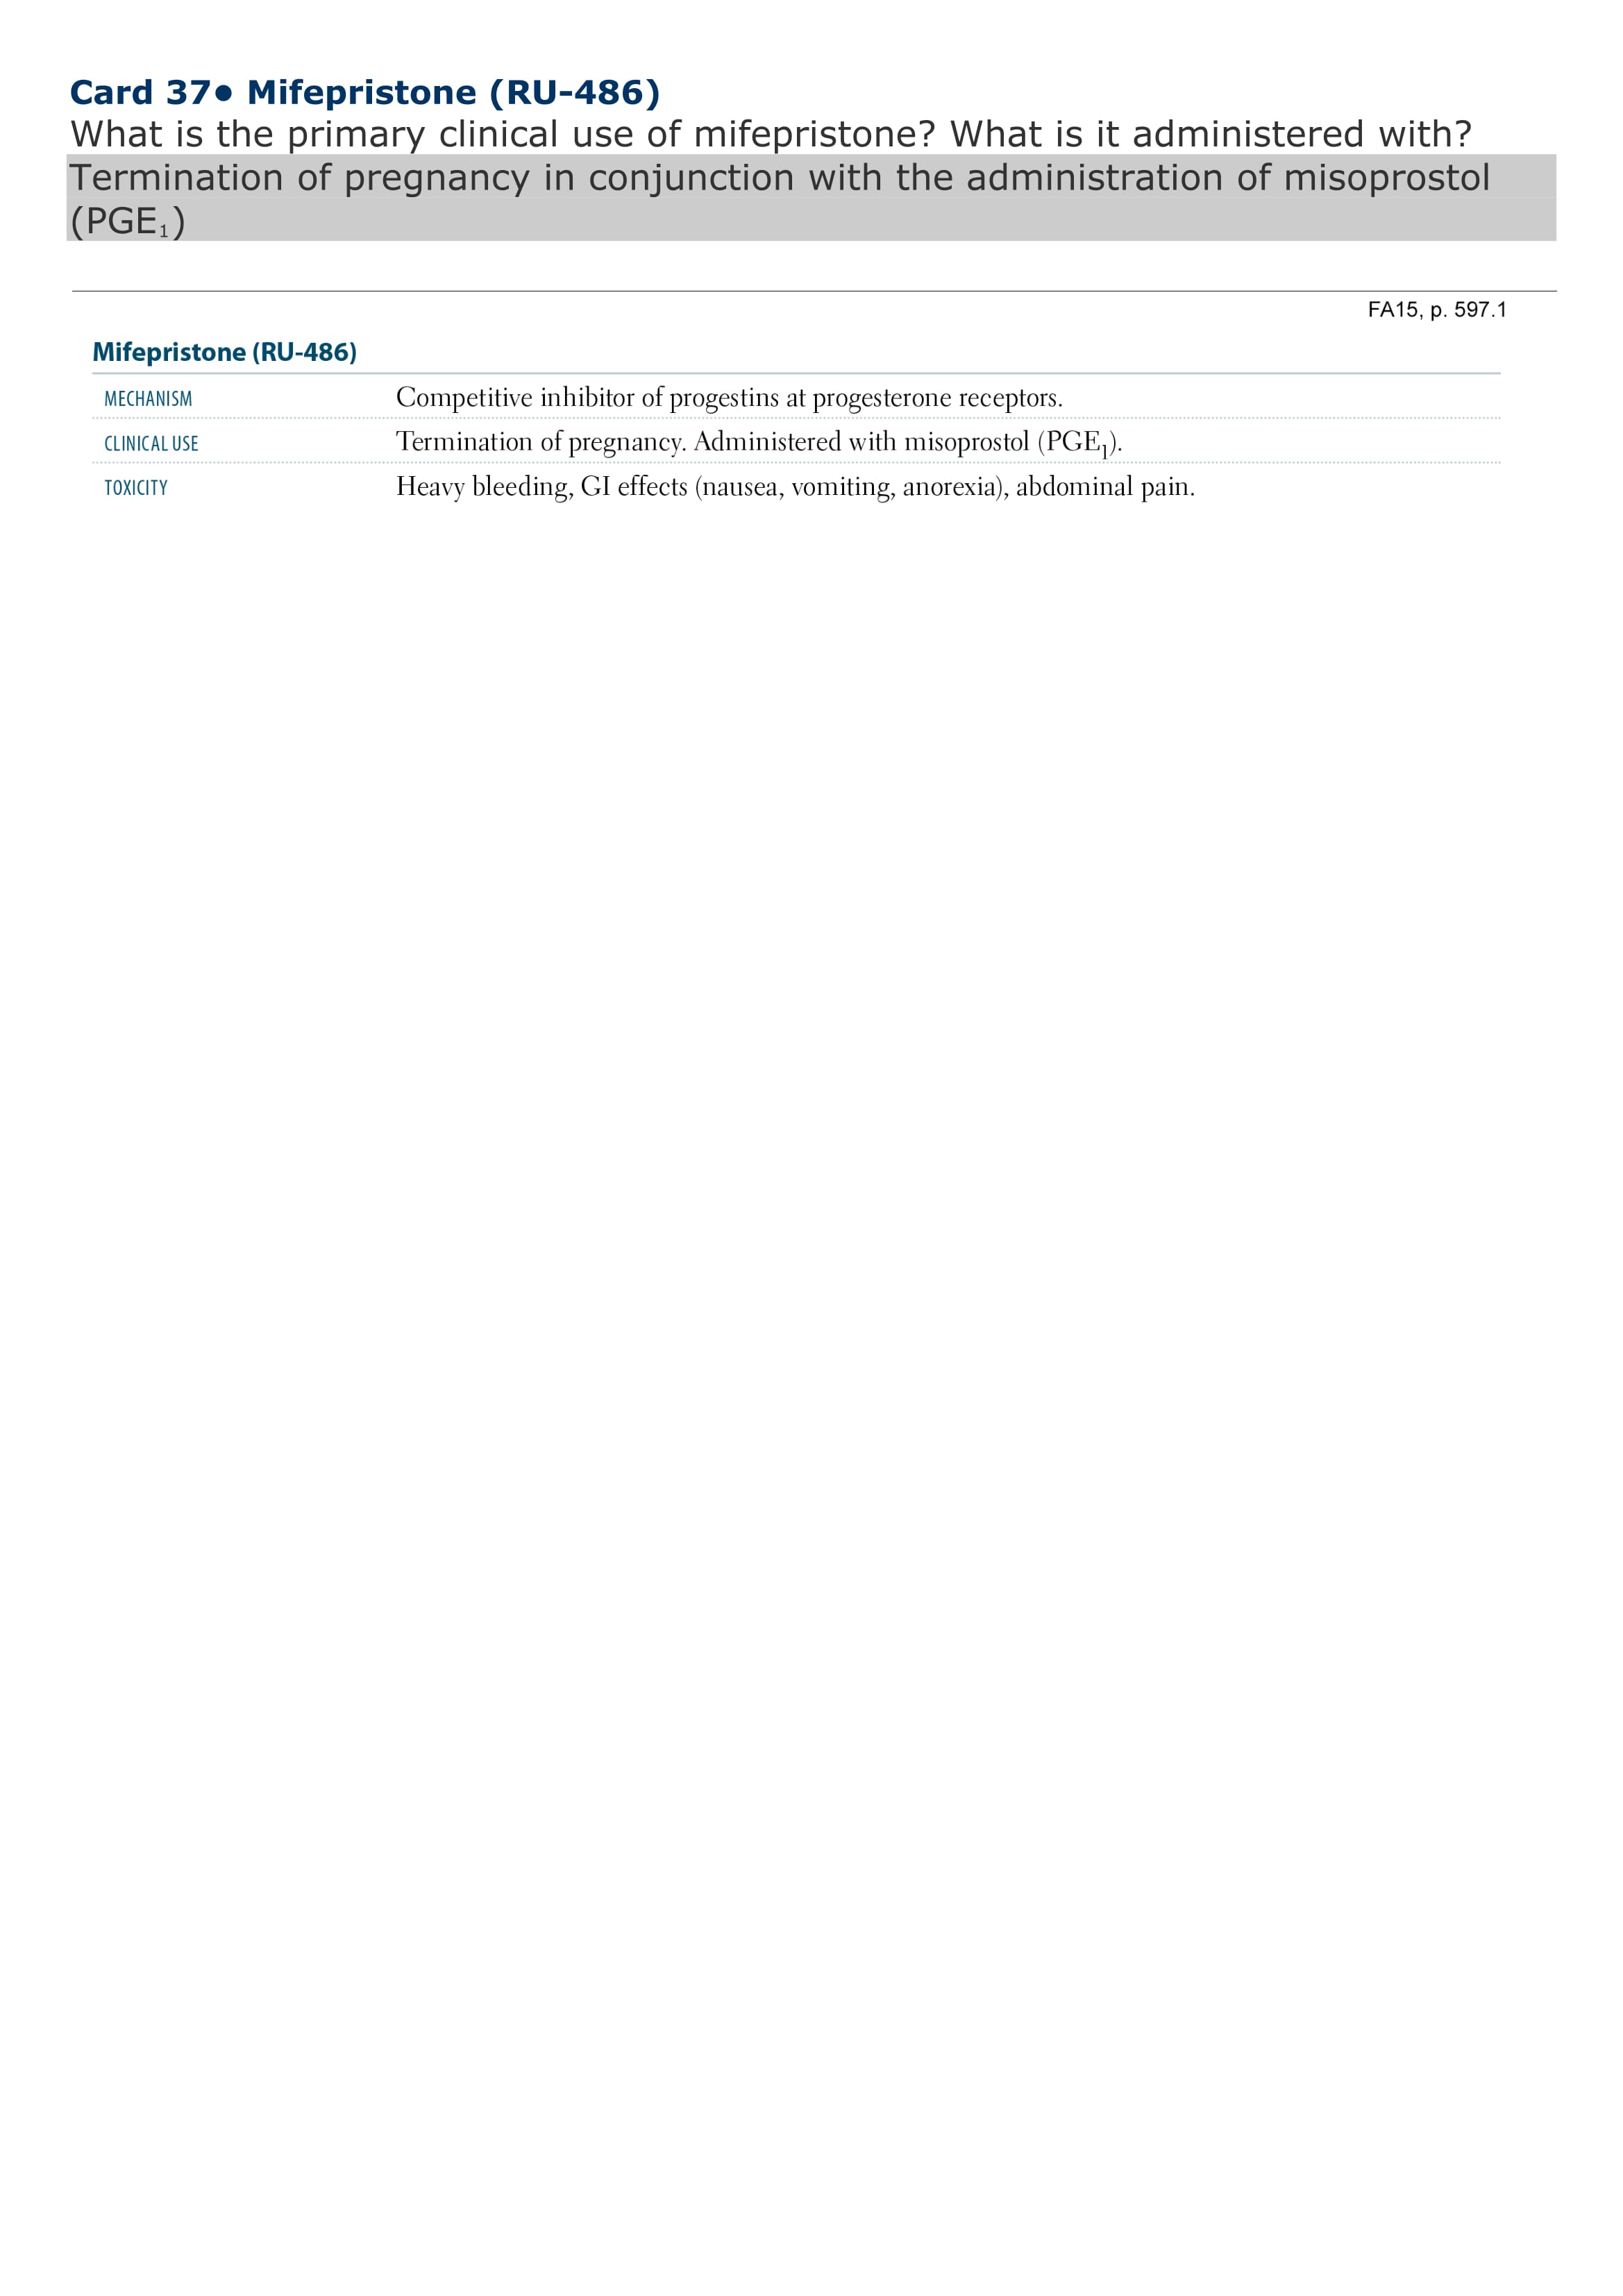 Card 37● Mifepristone (RU-486)
What is the primary clinical use of mifepristone? What is it administered with?
Termination of pregnancy in conjunction with the administration of misoprostol
(PGE₁)
FA15, p. 597.1
Mifepristone (RU-486)
MECHANISM Competitive inhibitor of progestins at progesterone receptors.
CLINICAL USE Termination of pregnancy. Administered with misoprostol (PGE₁).
TOXICITY Heavy bleeding, GI effects (nausea, vomiting, anorexia), abdominal pain.